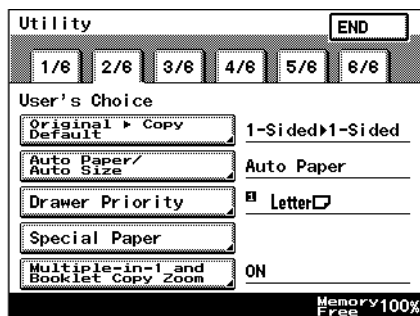 Utility
END
1/6 2/6 3/6 4/6 5/6 6/6
User's Choice
Original ▸ Copy
Default
1-Sided▸1-Sided
Auto Paper/
Auto Size
Auto Paper
Drawer Priority
1 Letter
Special Paper
Multiple-in-1 and
Booklet Copy Zoom
ON
Memory
Free 100%